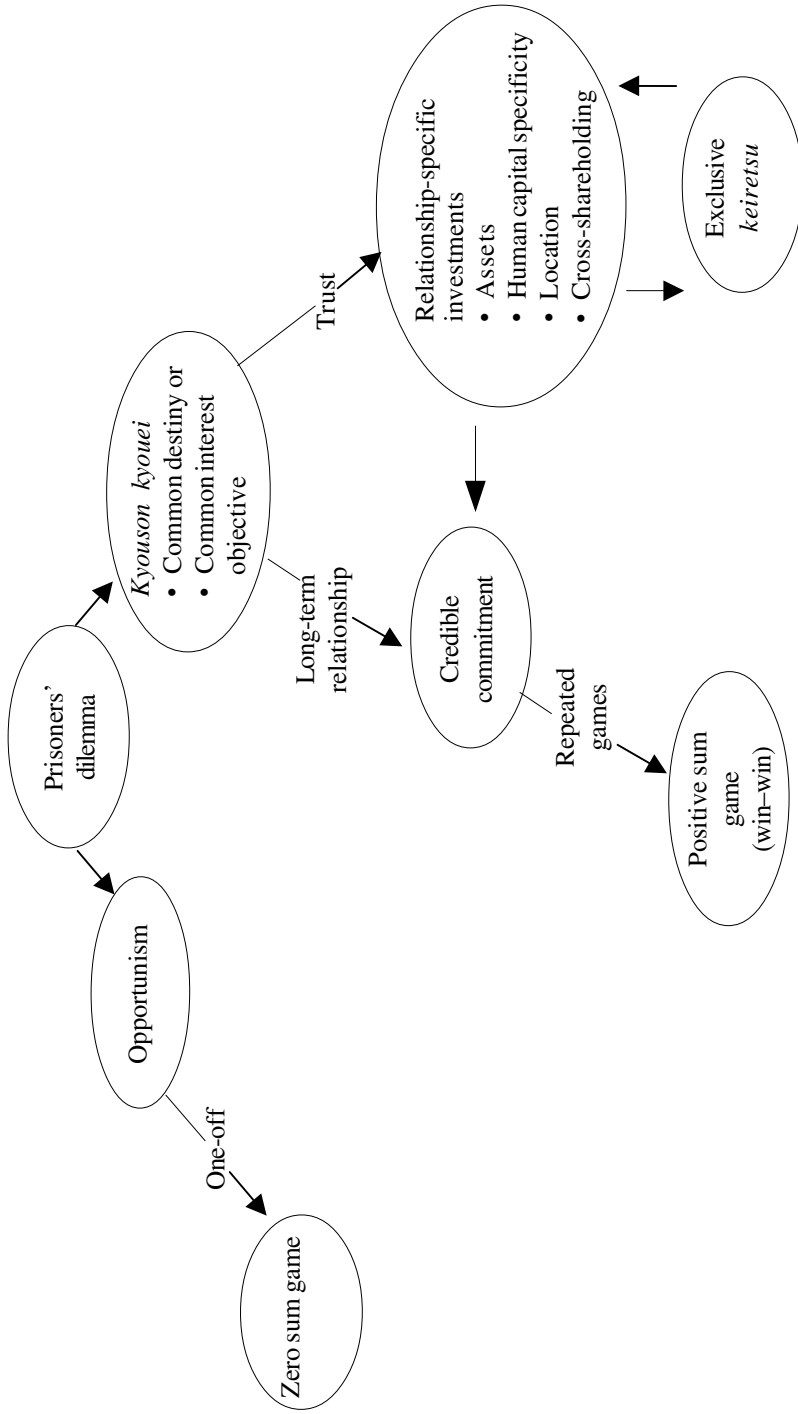 Prisoners’
dilemma
Opportunism
One-off
Zero sum game
Kyouson kyouei
• Common destiny or
• Common interest
objective
Trust
Long-term
relationship
Relationship-specific
investments
• Assets
• Human capital specificity
• Location
• Cross-shareholding
Credible
commitment
Exclusive
keiretsu
Repeated
games
Positive sum
game
(win–win)